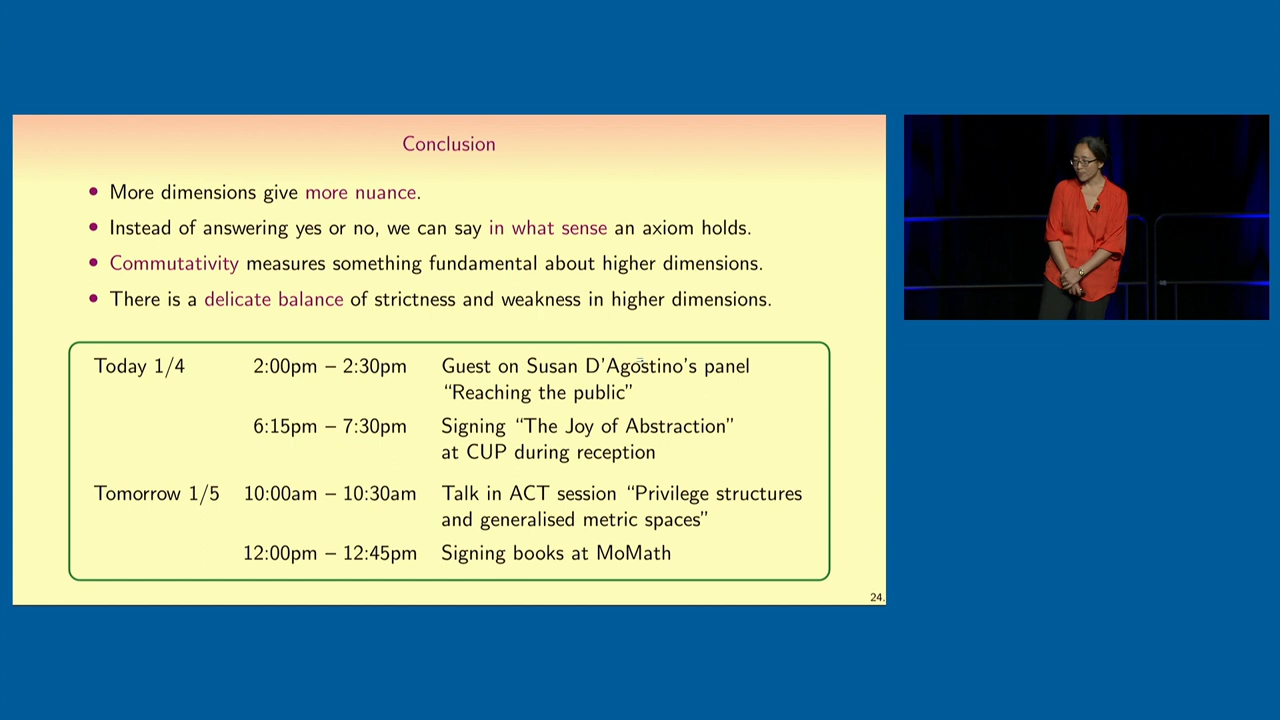 Conclusion
• More dimensions give more nuance.
• Instead of answering yes or no, we can say in what sense an axiom holds.
• Commutativity measures something fundamental about higher dimensions.
• There is a delicate balance of strictness and weakness in higher dimensions.
Today 1/4 2:00pm – 2:30pm Guest on Susan D'Agostino's panel
“Reaching the public”
6:15pm – 7:30pm Signing “The Joy of Abstraction”
at CUP during reception
Tomorrow 1/5 10:00am – 10:30am Talk in ACT session “Privilege structures
and generalised metric spaces”
12:00pm – 12:45pm Signing books at MoMath
24.